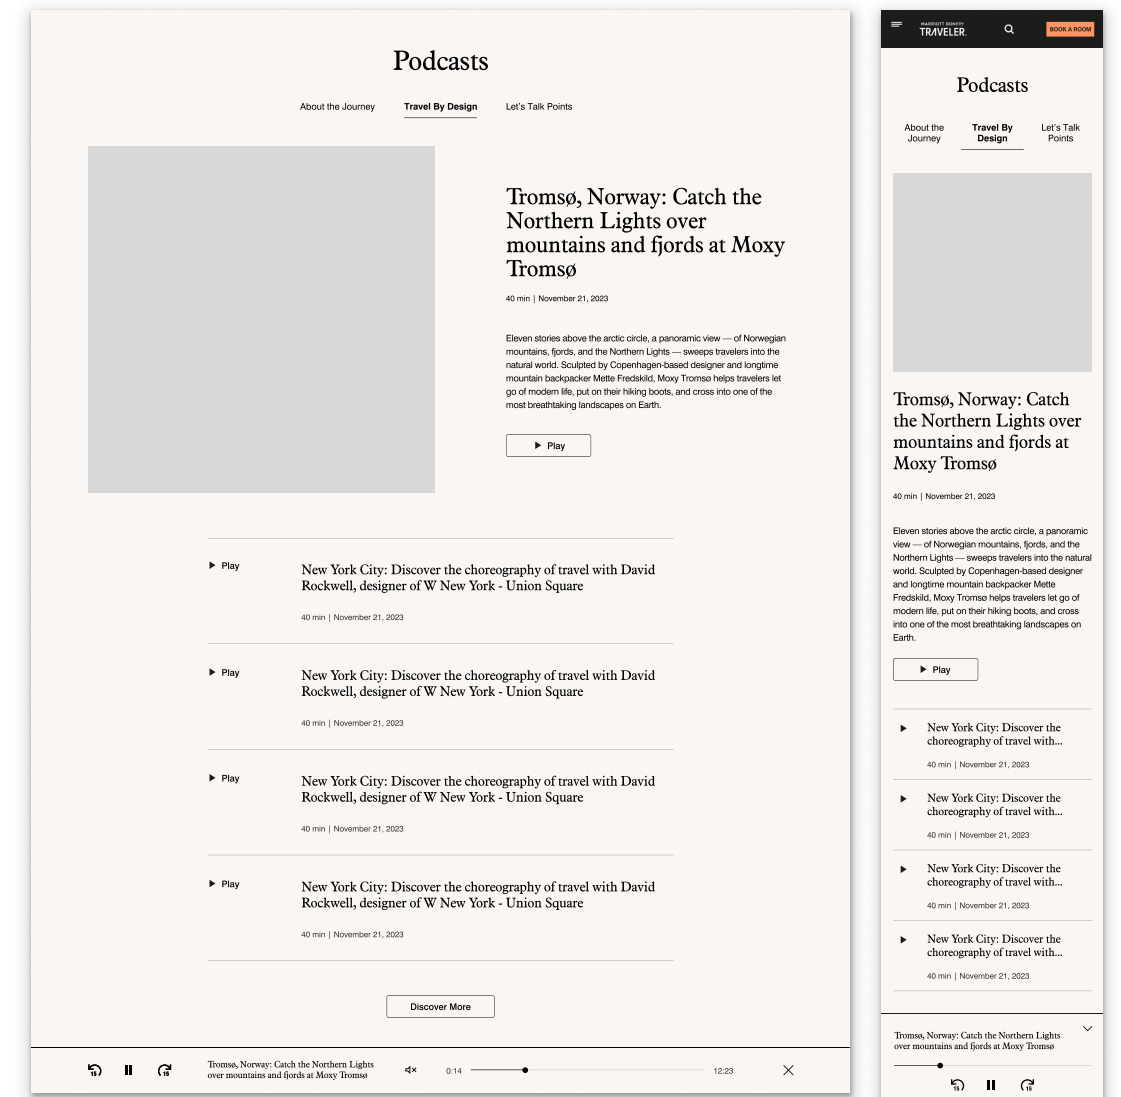 Podcasts
About the Journey
Travel By Design
Let's Talk Points
Tromsø, Norway: Catch the
Northern Lights over
mountains and fjords at Moxy
Tromsø
40 min | November 21, 2023
Eleven stories above the arctic circle, a panoramic view — of Norwegian
mountains, fjords, and the Northern Lights — sweeps travelers into the
natural world. Sculpted by Copenhagen-based designer and longtime
mountain backpacker Mette Fredskild, Moxy Tromsø helps travelers let
go of modern life, put on their hiking boots, and cross into one of the
most breathtaking landscapes on Earth.
Play
Play
New York City: Discover the choreography of travel with David
Rockwell, designer of W New York - Union Square
40 min | November 21, 2023
Play
New York City: Discover the choreography of travel with David
Rockwell, designer of W New York - Union Square
40 min | November 21, 2023
Play
New York City: Discover the choreography of travel with David
Rockwell, designer of W New York - Union Square
40 min | November 21, 2023
Play
New York City: Discover the choreography of travel with David
Rockwell, designer of W New York - Union Square
40 min | November 21, 2023
Discover More
15
15
Tromsø, Norway: Catch the Northern Lights
over mountains and fjords at Moxy Tromsø
0:14
12:23
MARRIOTT BONVOY
TRAVELER.
BOOK A ROOM
Podcasts
About the
Journey
Travel By
Design
Let's Talk
Points
Tromsø, Norway: Catch
the Northern Lights over
mountains and fjords at
Moxy Tromsø
40 min | November 21, 2023
Eleven stories above the arctic circle, a panoramic
view — of Norwegian mountains, fjords, and the
Northern Lights — sweeps travelers into the natural
world. Sculpted by Copenhagen-based designer
and longtime mountain backpacker Mette
Fredskild, Moxy Tromsø helps travelers let go of
modern life, put on their hiking boots, and cross
into one of the most breathtaking landscapes on
Earth.
Play
New York City: Discover the
choreography of travel with...
40 min | November 21, 2023
New York City: Discover the
choreography of travel with...
40 min | November 21, 2023
New York City: Discover the
choreography of travel with...
40 min | November 21, 2023
New York City: Discover the
choreography of travel with...
40 min | November 21, 2023
Tromsø, Norway: Catch the Northern Lights
over mountains and fjords at Moxy Tromsø
15
15